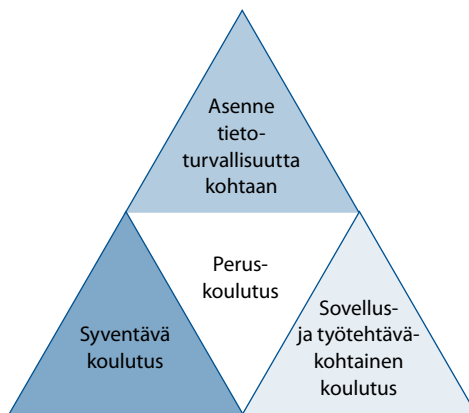 Asenne
tieto-
turvallisuutta
kohtaan
Perus-
koulutus
Syventävä
koulutus
Sovellus-
ja työtehtävä-
kohtainen
koulutus